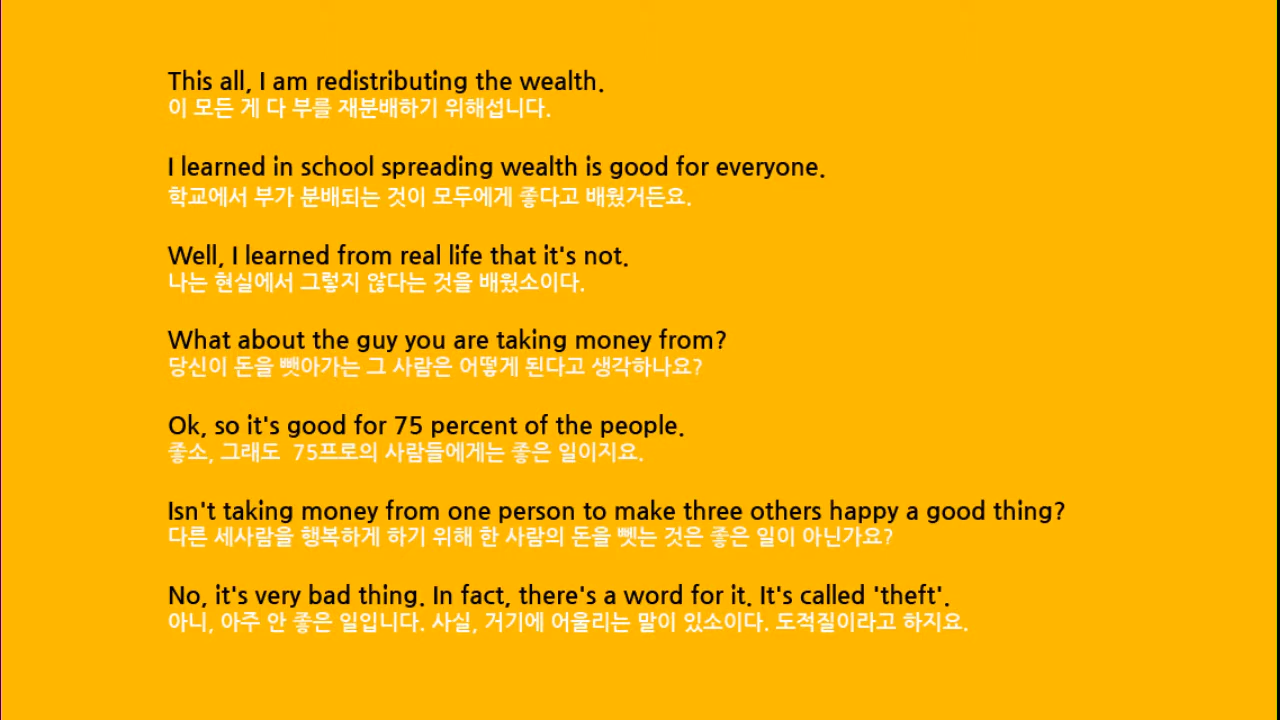 This all, I am redistributing the wealth.
이 모든 게 다 부를 재분배하기 위해섭니다.
I learned in school spreading wealth is good for everyone.
학교에서 부가 분배되는 것이 모두에게 좋다고 배웠거든요.
Well, I learned from real life that it's not.
나는 현실에서 그렇지 않다는 것을 배웠소이다.
What about the guy you are taking money from?
당신이 돈을 뺏아가는 그 사람은 어떻게 된다고 생각하나요?
Ok, so it's good for 75 percent of the people.
좋소, 그래도 75프로의 사람들에게는 좋은 일이지요.
Isn't taking money from one person to make three others happy a good thing?
다른 세사람을 행복하게 하기 위해 한 사람의 돈을 뺏는 것은 좋은 일이 아닌가요?
No, it's very bad thing. In fact, there's a word for it. It's called 'theft'.
아니, 아주 안 좋은 일입니다. 사실, 거기에 어울리는 말이 있소이다. 도적질이라고 하지요.